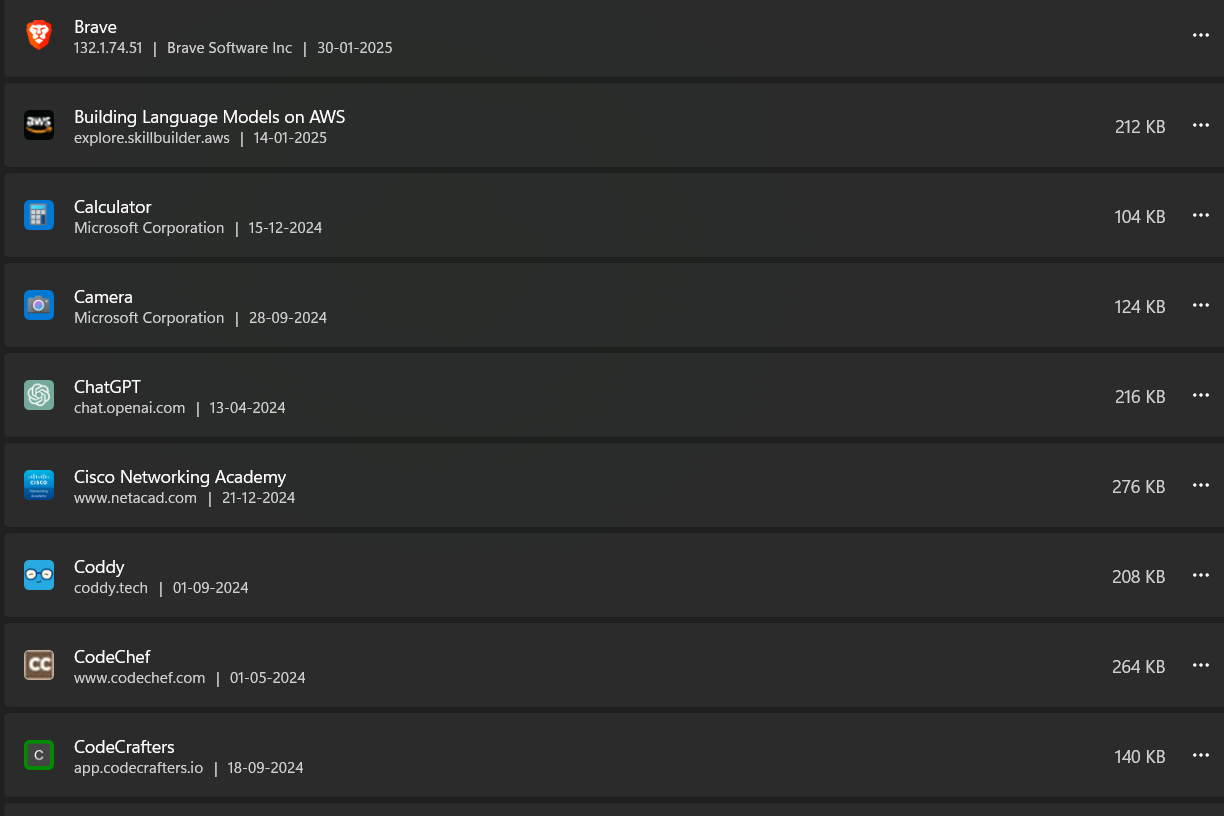 Brave
132.1.74.51 | Brave Software Inc | 30-01-2025
aws
Building Language Models on AWS
explore.skillbuilder.aws | 14-01-2025
212 KB
Calculator
Microsoft Corporation | 15-12-2024
104 KB
Camera
Microsoft Corporation | 28-09-2024
124 KB
ChatGPT
chat.openai.com | 13-04-2024
216 KB
CISCO
Networking
Academy
Cisco Networking Academy
www.netacad.com | 21-12-2024
276 KB
Coddy
coddy.tech | 01-09-2024
208 KB
CC
CodeChef
www.codechef.com | 01-05-2024
264 KB
C
CodeCrafters
app.codecrafters.io | 18-09-2024
140 KB